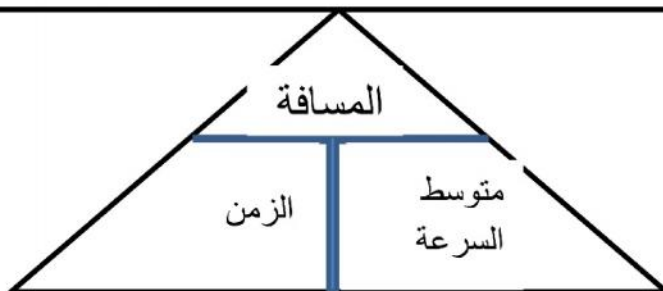 المسافة
متوسط
السرعة
الزمن